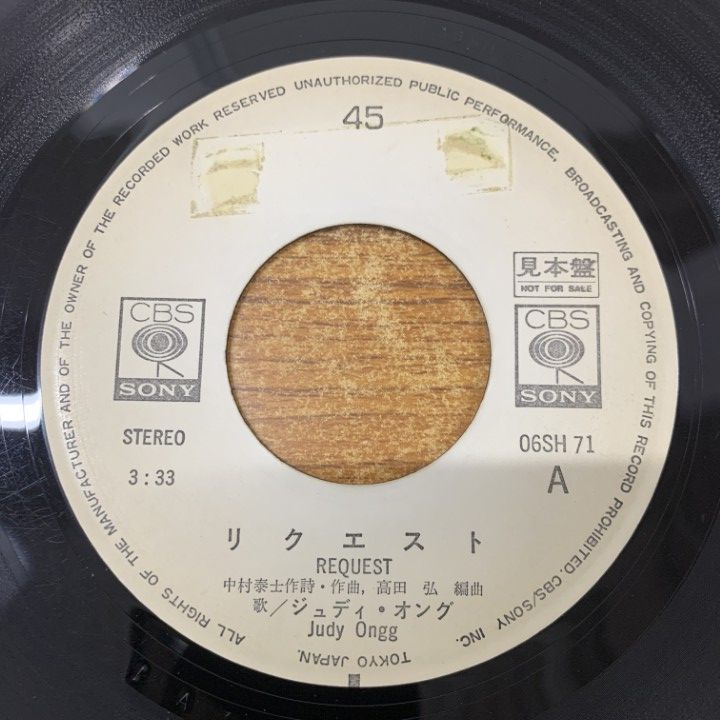 ALL RIGHTS OF THE MANUFACTURER AND OF THE OWNER OF THE RECORDED WORK RESERVED UNAUTHORIZED PUBLIC PERFORMANCE, BROADCASTING AND COPYING OF THIS RECORD PROHIBITED. CBS/SONY INC. TOKYO JAPAN.
45
見本盤
NOT FOR SALE
CBS
SONY
CBS
SONY
STEREO
3:33
06SH 71
A
リクエスト
REQUEST
中村泰士作詩・作曲, 高田 弘 編曲
歌/ジュディ・オング
Judy Ongg